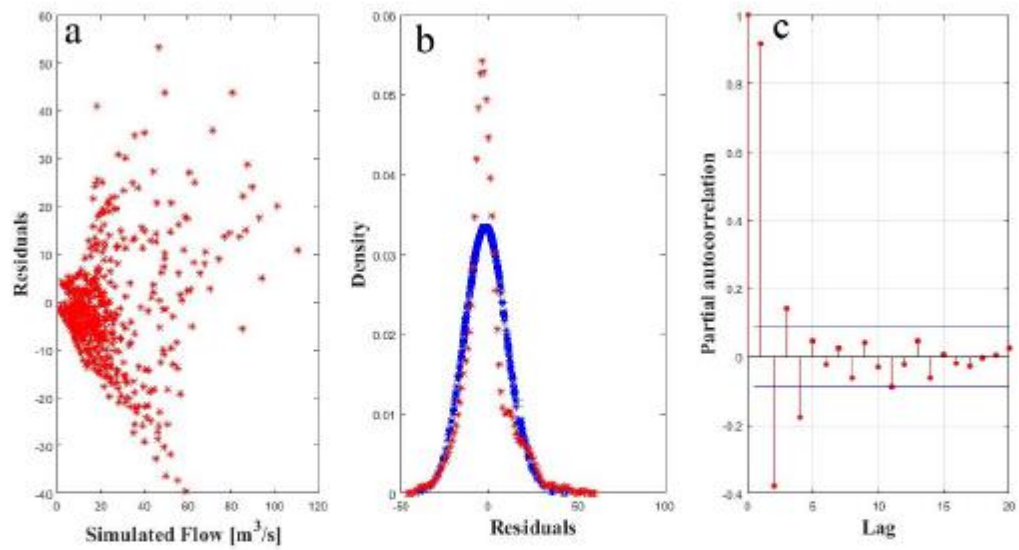 a
60
50
40
30
20
10
0
-10
-20
-30
-40
0 20 40 60 80 100 120
Residuals
Simulated Flow [m³/s]
b
0.06
0.05
0.04
0.03
0.02
0.01
0
-50 0 50 100
Density
Residuals
c
1
0.8
0.6
0.4
0.2
0
-0.2
-0.4
0 5 10 15 20
Partial autocorrelation
Lag